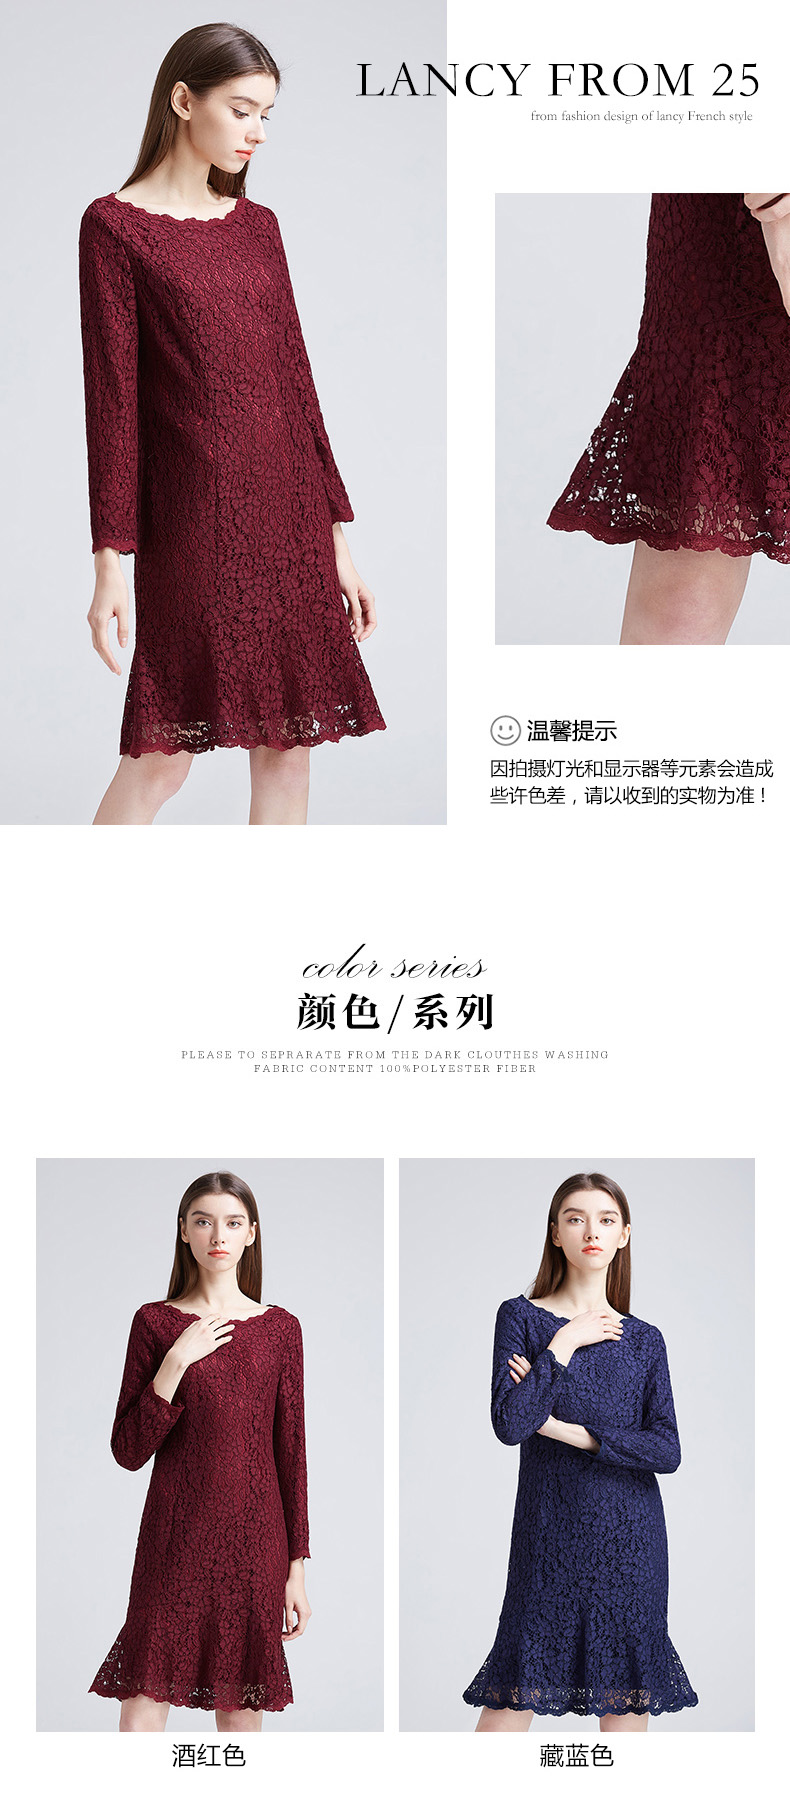 LANCY FROM 25
from fashion design of lancy French style
温馨提示
因拍摄灯光和显示器等元素会造成
些许色差，请以收到的实物为准！
color series
颜色/系列
PLEASE TO SEPRARATE FROM THE DARK CLOUTHES WASHING
FABRIC CONTENT 100%POLYESTER FIBER
酒红色
藏蓝色